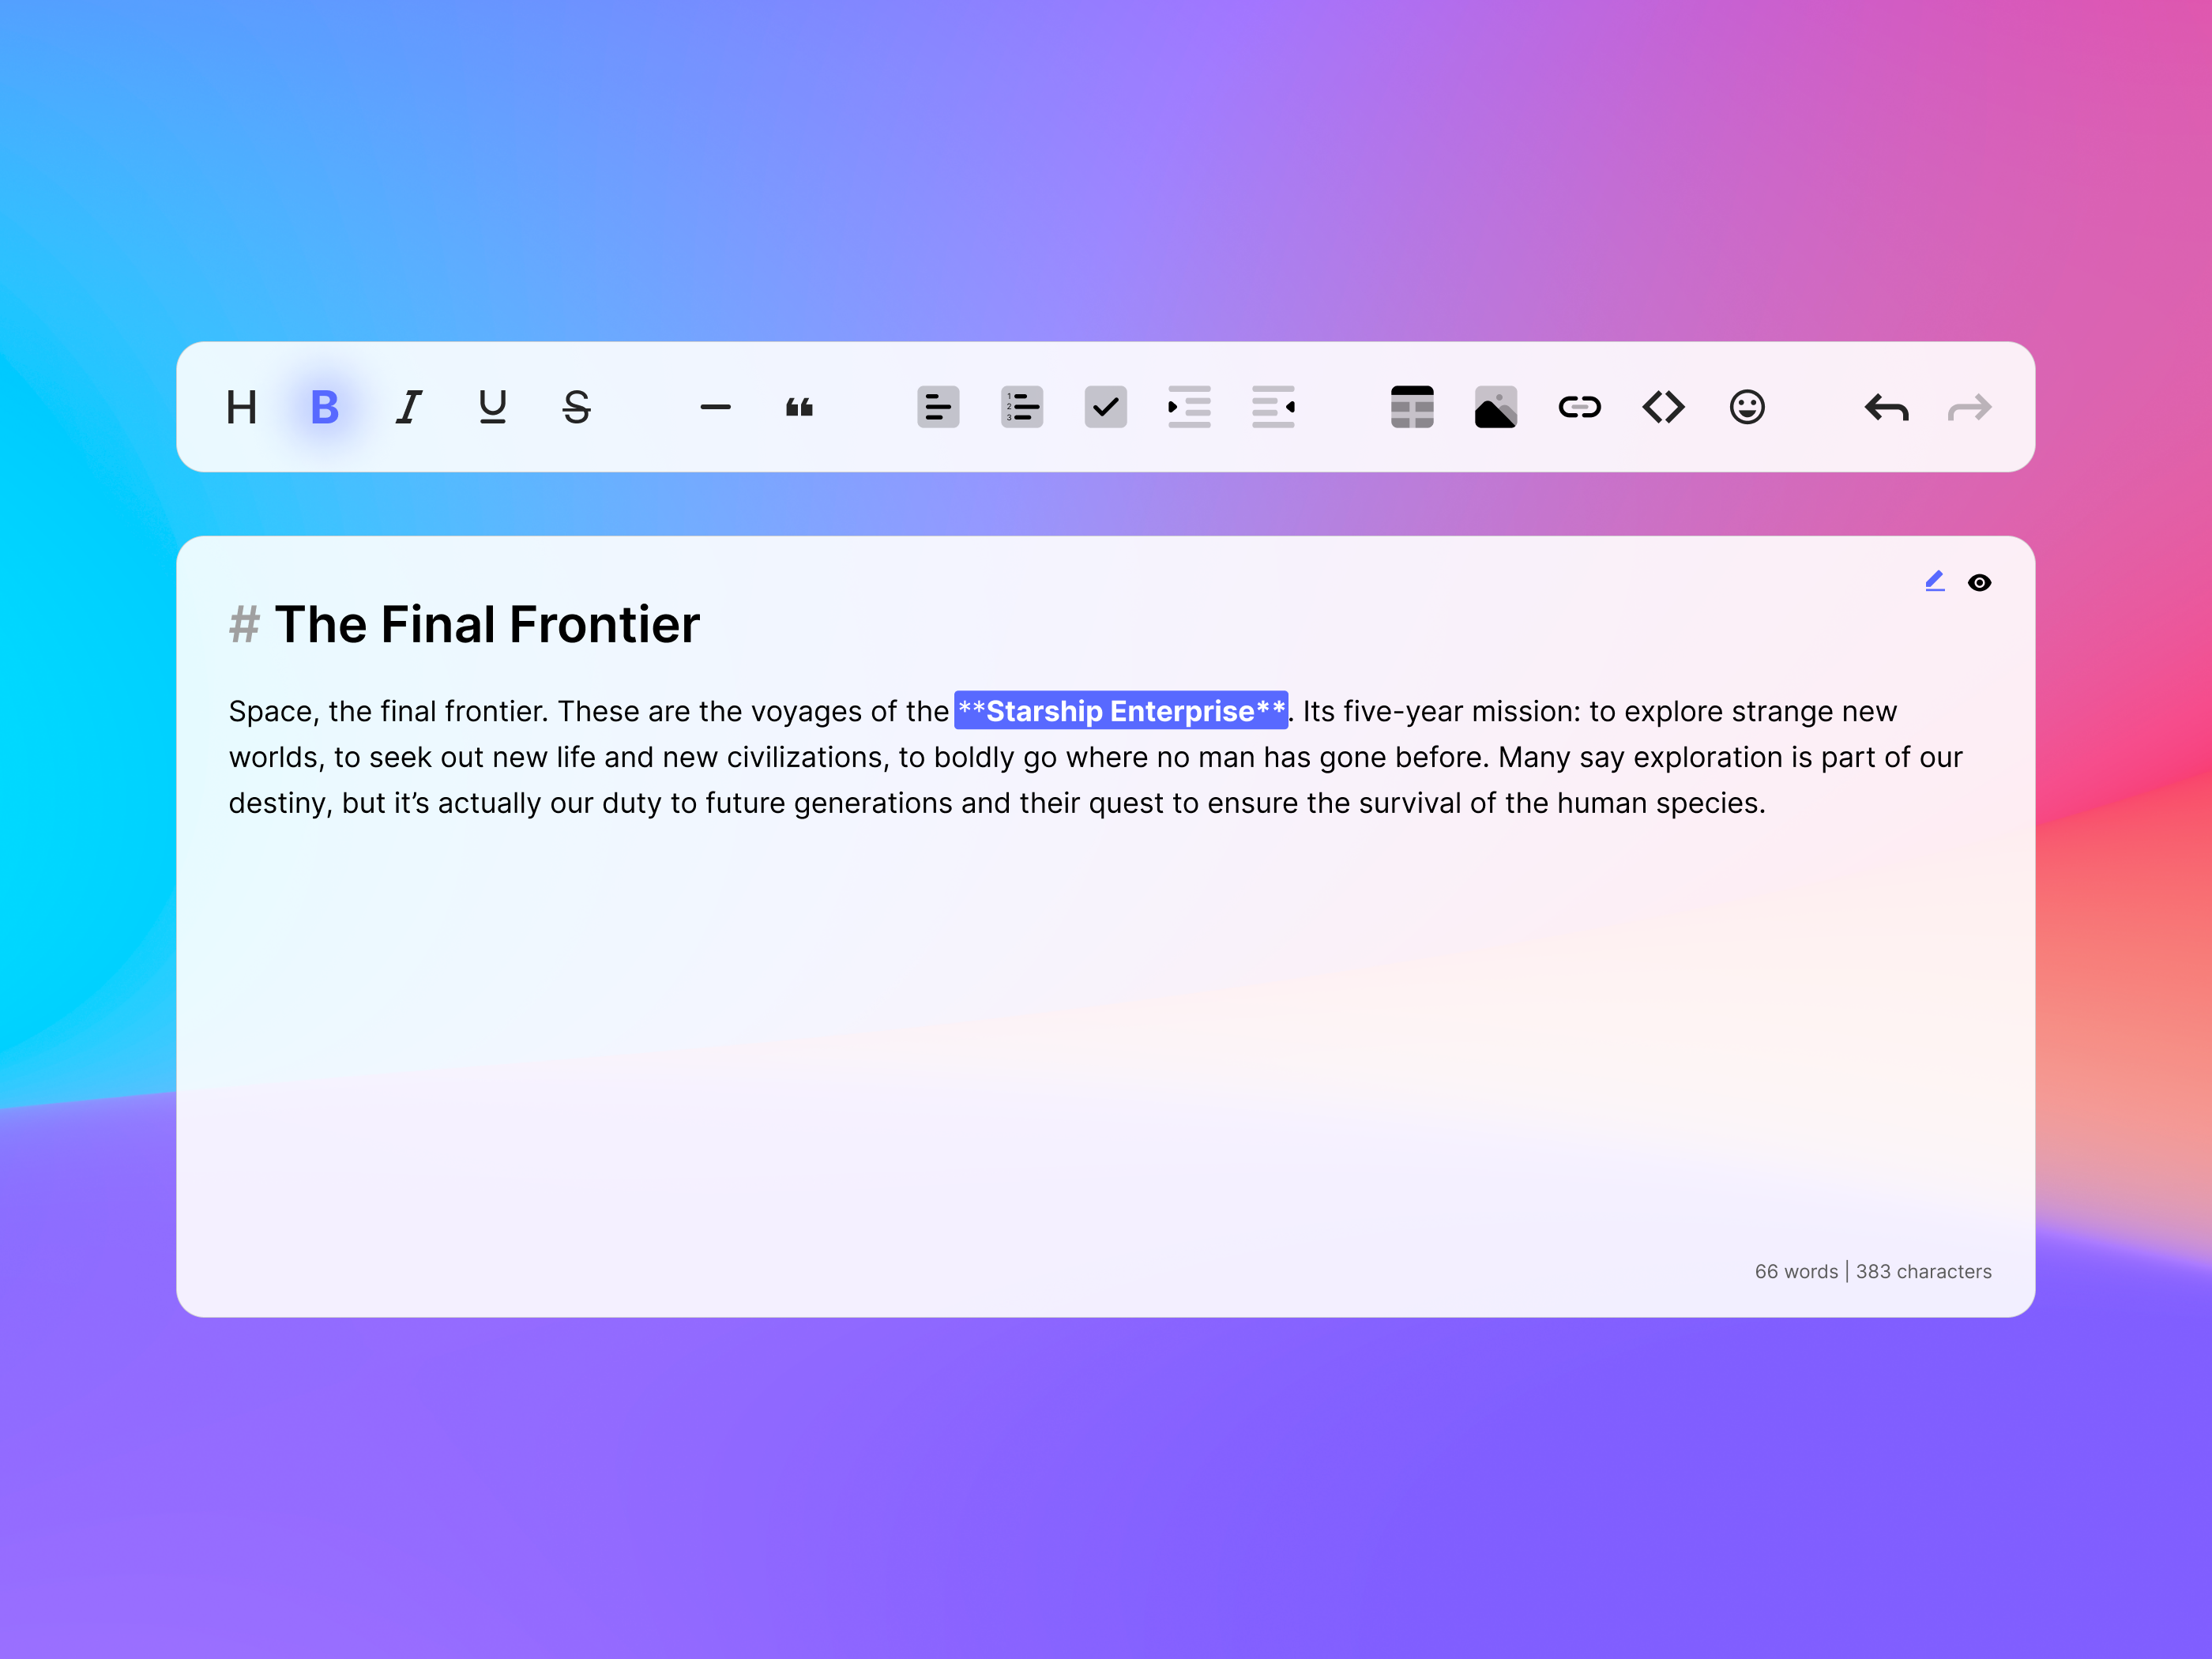 H B I U S
1
2
3
# The Final Frontier
Space, the final frontier. These are the voyages of the **Starship Enterprise**. Its five-year mission: to explore strange new
worlds, to seek out new life and new civilizations, to boldly go where no man has gone before. Many say exploration is part of our
destiny, but it’s actually our duty to future generations and their quest to ensure the survival of the human species.
66 words | 383 characters